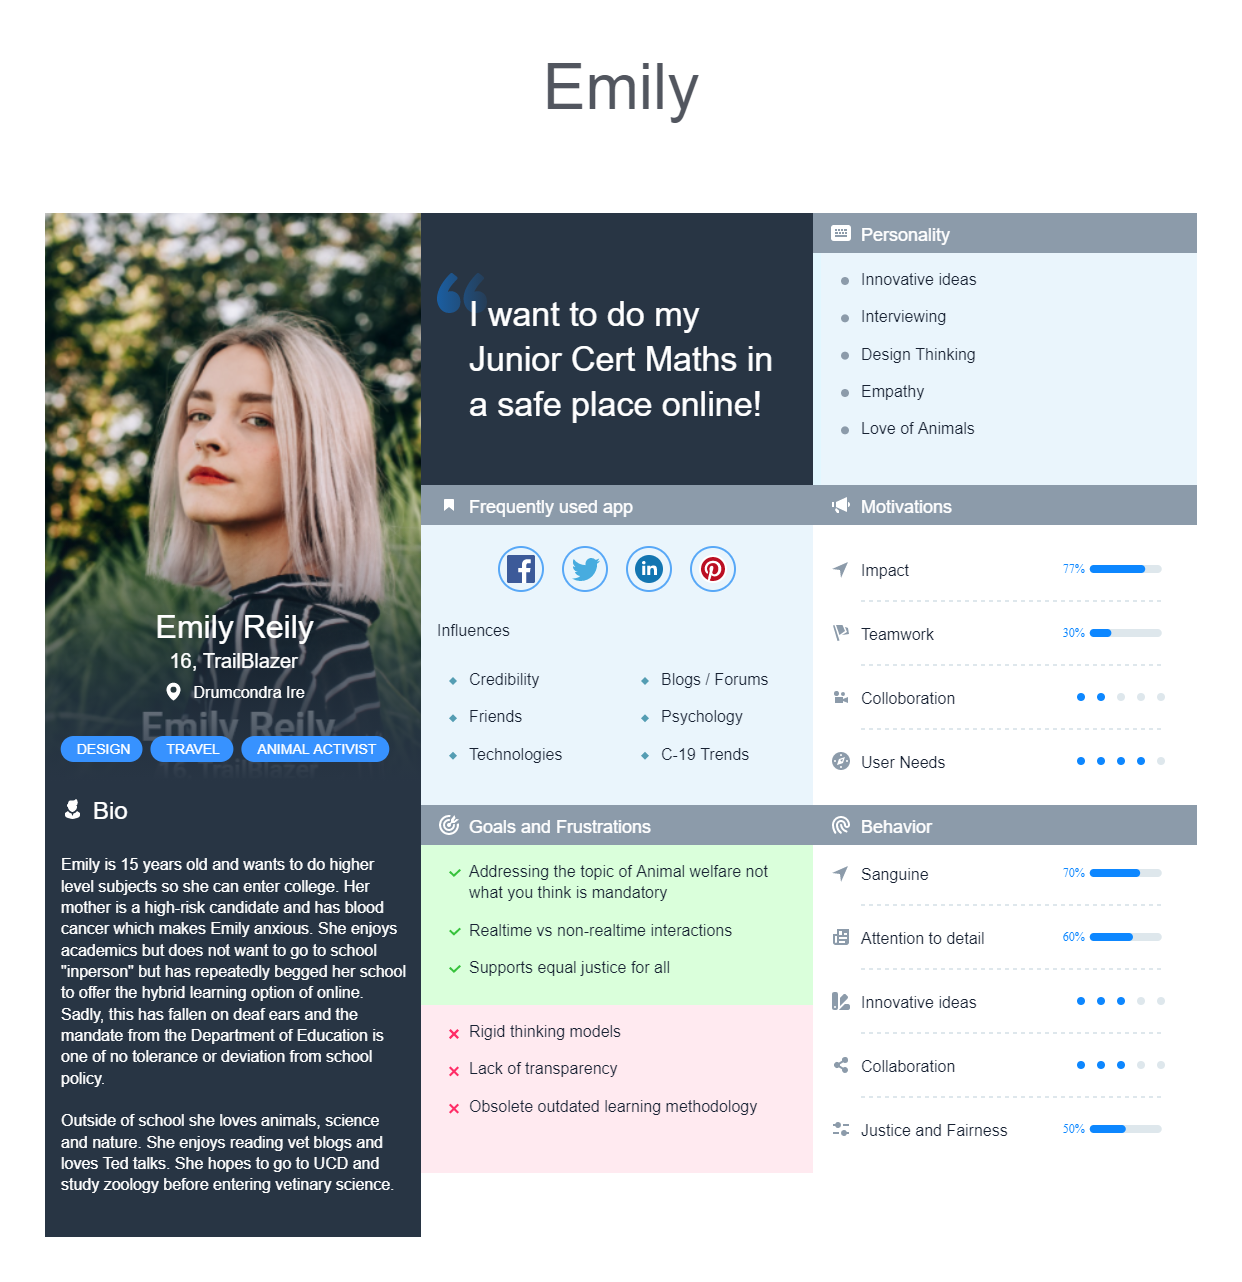 Emily
Emily Reily
16, TrailBlazer
Drumcondra Ire
Emily Reily
DESIGN TRAVEL ANIMAL ACTIVIST
16, TrailBlazer
Bio
Emily is 15 years old and wants to do higher
level subjects so she can enter college. Her
mother is a high-risk candidate and has blood
cancer which makes Emily anxious. She enjoys
academics but does not want to go to school
"inperson" but has repeatedly begged her school
to offer the hybrid learning option of online.
Sadly, this has fallen on deaf ears and the
mandate from the Department of Education is
one of no tolerance or deviation from school
policy.
Outside of school she loves animals, science
and nature. She enjoys reading vet blogs and
loves Ted talks. She hopes to go to UCD and
study zoology before entering vetinary science.
“
I want to do my
Junior Cert Maths in
a safe place online!
Frequently used app
in
Influences
Credibility
Friends
Technologies
Blogs / Forums
Psychology
C-19 Trends
Goals and Frustrations
Addressing the topic of Animal welfare not
what you think is mandatory
Realtime vs non-realtime interactions
Supports equal justice for all
Rigid thinking models
Lack of transparency
Obsolete outdated learning methodology
Personality
Innovative ideas
Interviewing
Design Thinking
Empathy
Love of Animals
Motivations
Impact 77%
Teamwork 30%
Colloboration
User Needs
Behavior
Sanguine 70%
Attention to detail 60%
Innovative ideas
Collaboration
Justice and Fairness 50%